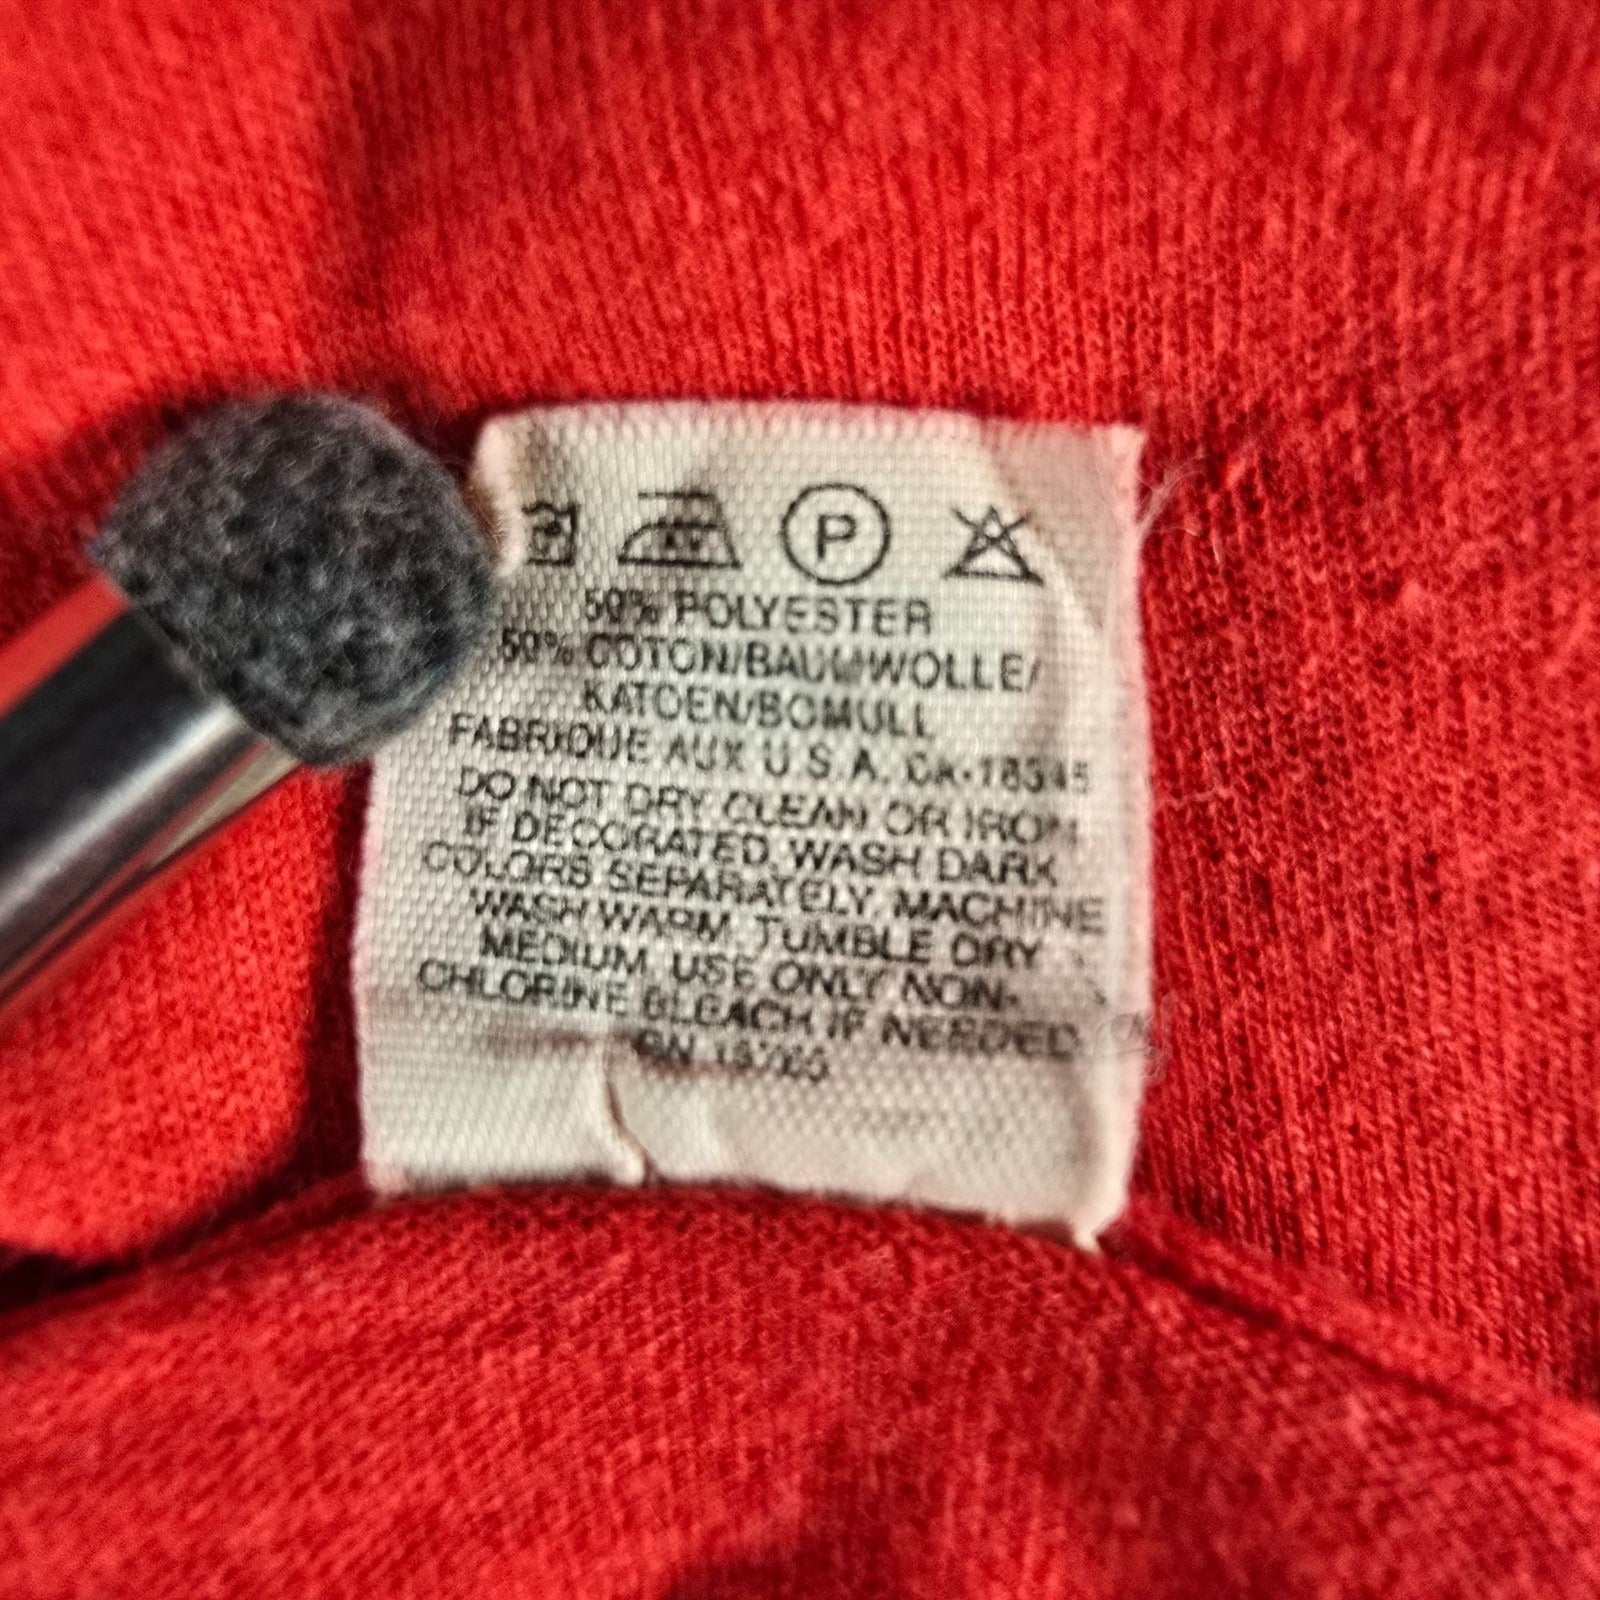 P
50% POLYESTER
50% COTON/BAUMWOLLE/
KATOEN/BOMULL
FABRIQUE AUX U.S.A. CA-18345
DO NOT DRY CLEAN OR IRON
IF DECORATED. WASH DARK
COLORS SEPARATELY. MACHINE
WASH WARM. TUMBLE DRY
MEDIUM. USE ONLY NON-
CHLORINE BLEACH IF NEEDED
RN